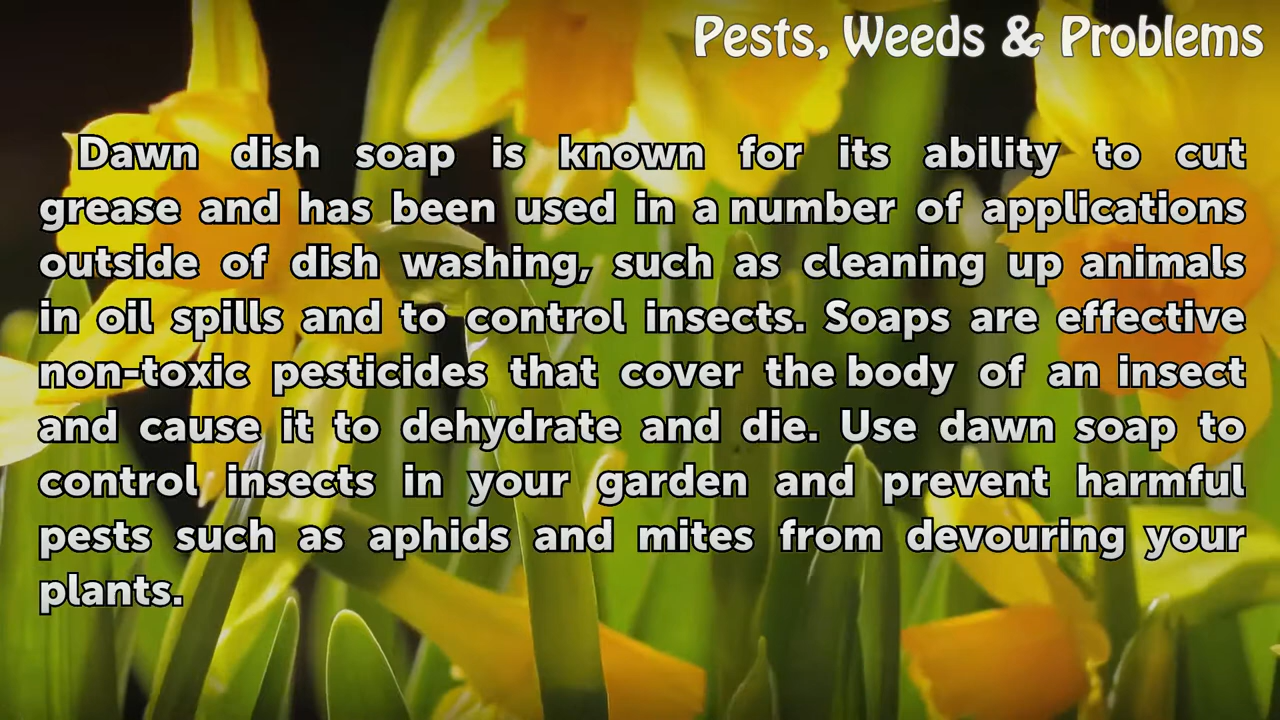 Pests, Weeds & Problems
Dawn dish soap is known for its ability to cut
grease and has been used in a number of applications
outside of dish washing, such as cleaning up animals
in oil spills and to control insects. Soaps are effective
non-toxic pesticides that cover the body of an insect
and cause it to dehydrate and die. Use dawn soap to
control insects in your garden and prevent harmful
pests such as aphids and mites from devouring your
plants.